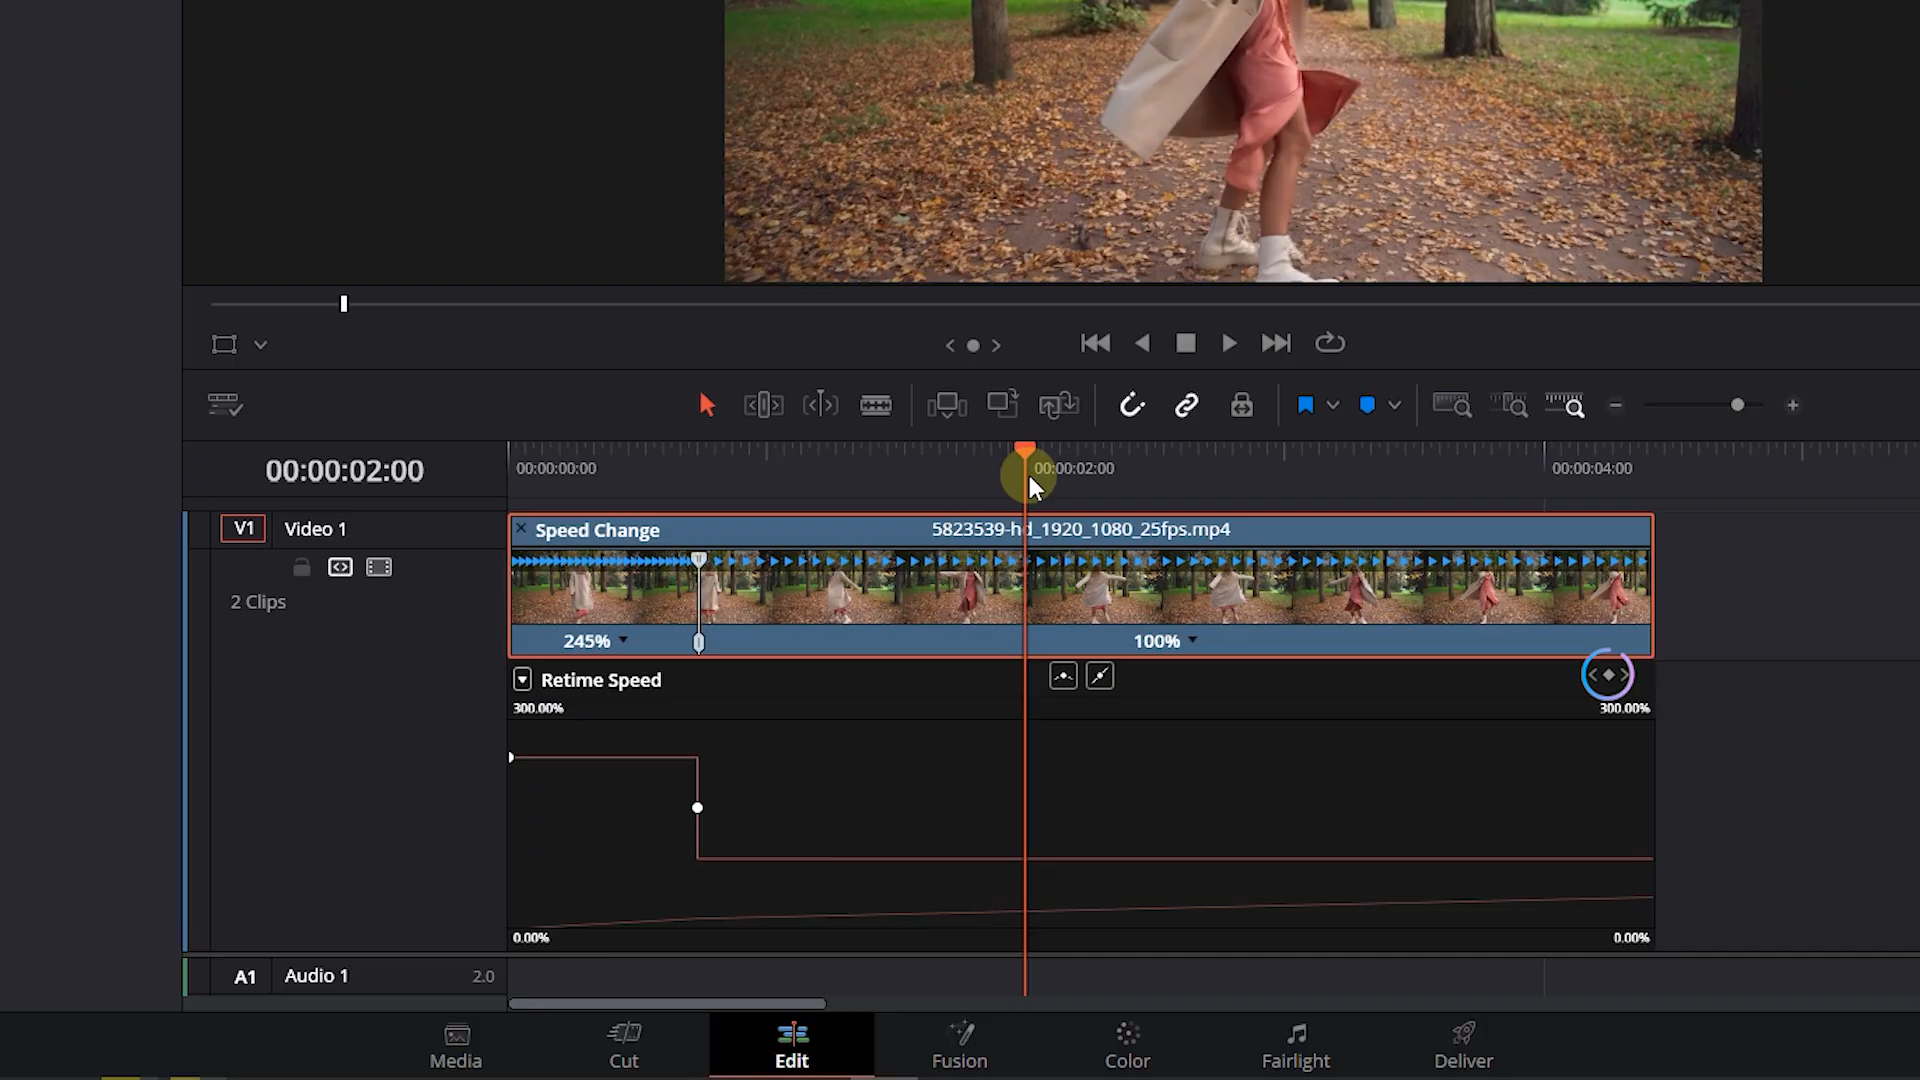 00:00:02:00
00:00:00:00
00:00:02:00
00:00:04:00
V1
Video 1
2 Clips
Speed Change
5823539-hd_1920_1080_25fps.mp4
245%
100%
Retime Speed
300.00%
300.00%
0.00%
0.00%
A1
Audio 1
2.0
Media
Cut
Edit
Fusion
Color
Fairlight
Deliver